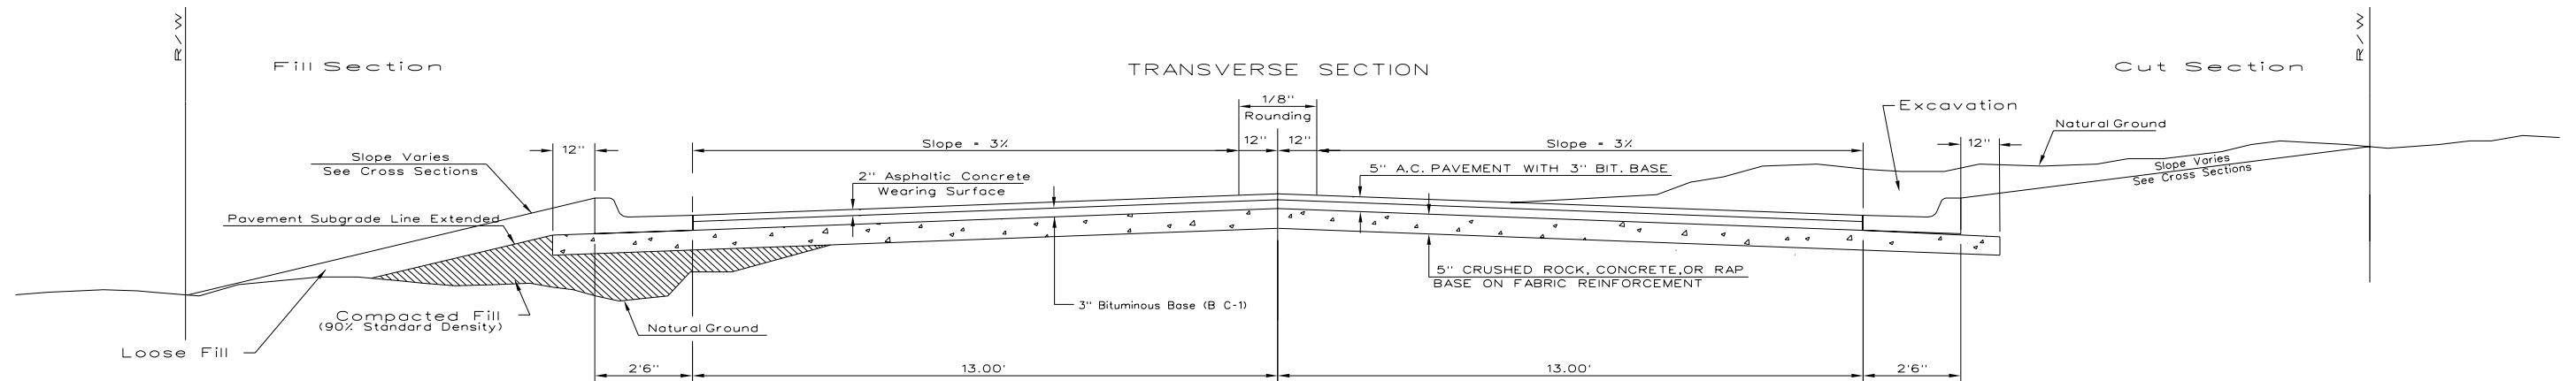 R/W
Fill Section
TRANSVERSE SECTION
Cut Section
R/W
1/8"
Rounding
Excavation
Natural Ground
12"
Slope = 3%
12"
12"
Slope = 3%
12"
Slope Varies
See Cross Sections
2" Asphaltic Concrete
Wearing Surface
5" A.C. PAVEMENT WITH 3" BIT. BASE
Slope Varies
See Cross Sections
Pavement Subgrade Line Extended
5" CRUSHED ROCK, CONCRETE, OR RAP
BASE ON FABRIC REINFORCEMENT
3" Bituminous Base (B C-1)
Compacted Fill
(90% Standard Density)
Natural Ground
Loose Fill
2'6"
13.00'
13.00'
2'6"